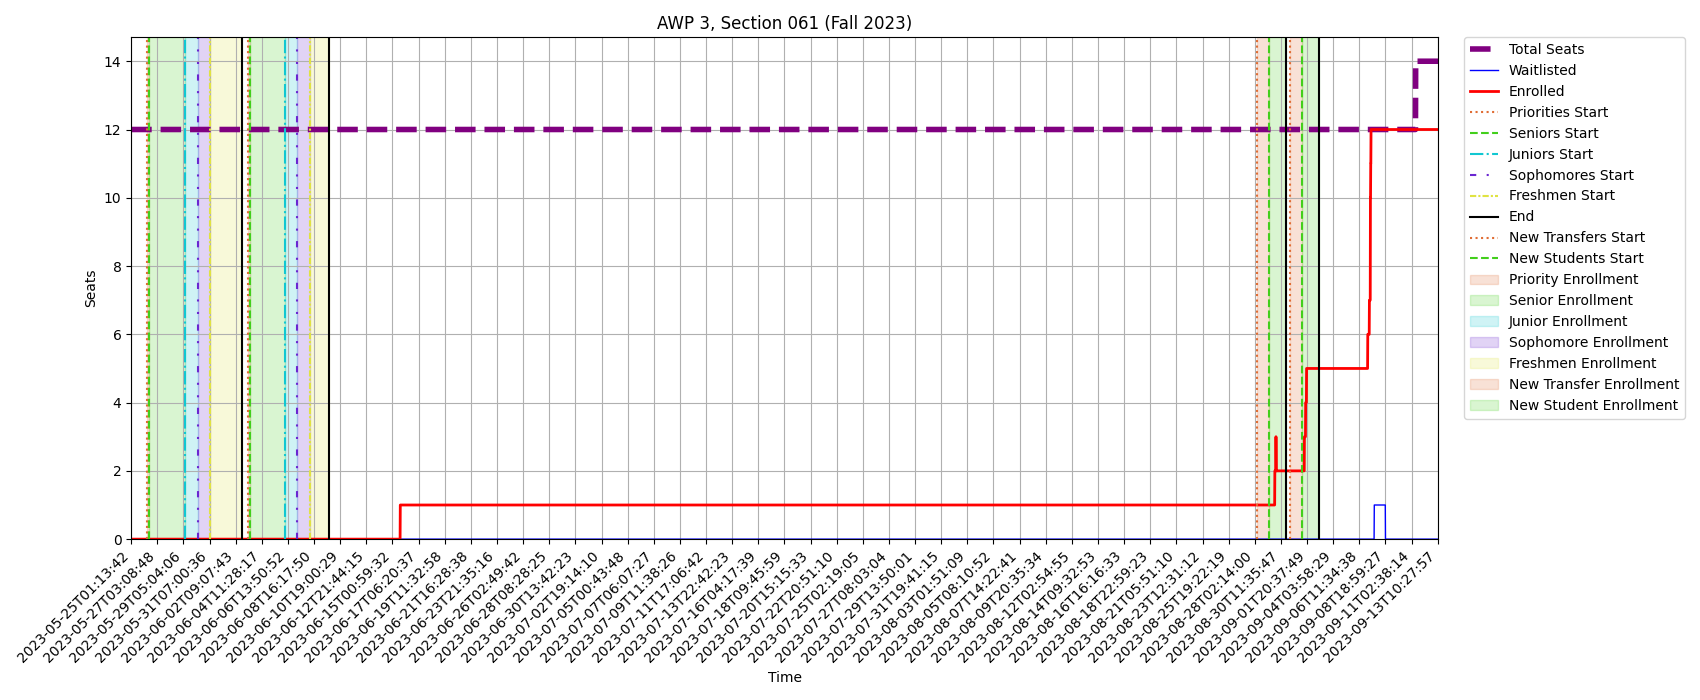 AWP 3, Section 061 (Fall 2023)
Seats
14
12
10
8
6
4
2
0
2023-05-25T01:13:42
2023-05-27T03:08:48
2023-05-29T05:04:06
2023-05-31T07:00:36
2023-06-02T09:07:43
2023-06-04T11:28:17
2023-06-06T13:50:52
2023-06-08T16:17:50
2023-06-10T19:00:29
2023-06-12T21:44:15
2023-06-15T00:59:32
2023-06-17T06:20:37
2023-06-19T11:32:58
2023-06-21T16:28:38
2023-06-23T21:35:16
2023-06-26T02:49:42
2023-06-28T08:28:25
2023-06-30T13:42:23
2023-07-02T19:14:10
2023-07-05T00:43:48
2023-07-07T06:07:27
2023-07-09T11:38:26
2023-07-11T17:06:42
2023-07-13T22:42:23
2023-07-16T04:17:39
2023-07-18T09:45:59
2023-07-20T15:15:33
2023-07-22T20:51:10
2023-07-25T02:19:05
2023-07-27T08:03:04
2023-07-29T13:50:01
2023-07-31T19:41:15
2023-08-03T01:51:09
2023-08-05T08:10:52
2023-08-07T14:22:41
2023-08-09T20:35:34
2023-08-12T02:54:55
2023-08-14T09:32:53
2023-08-16T16:16:33
2023-08-18T22:59:23
2023-08-21T05:51:10
2023-08-23T12:31:12
2023-08-25T19:22:19
2023-08-28T02:14:00
2023-08-30T11:35:47
2023-09-01T20:37:49
2023-09-04T03:58:29
2023-09-06T11:34:38
2023-09-08T18:59:27
2023-09-11T02:38:14
2023-09-13T10:27:57
Time
Total Seats
Waitlisted
Enrolled
Priorities Start
Seniors Start
Juniors Start
Sophomores Start
Freshmen Start
End
New Transfers Start
New Students Start
Priority Enrollment
Senior Enrollment
Junior Enrollment
Sophomore Enrollment
Freshmen Enrollment
New Transfer Enrollment
New Student Enrollment